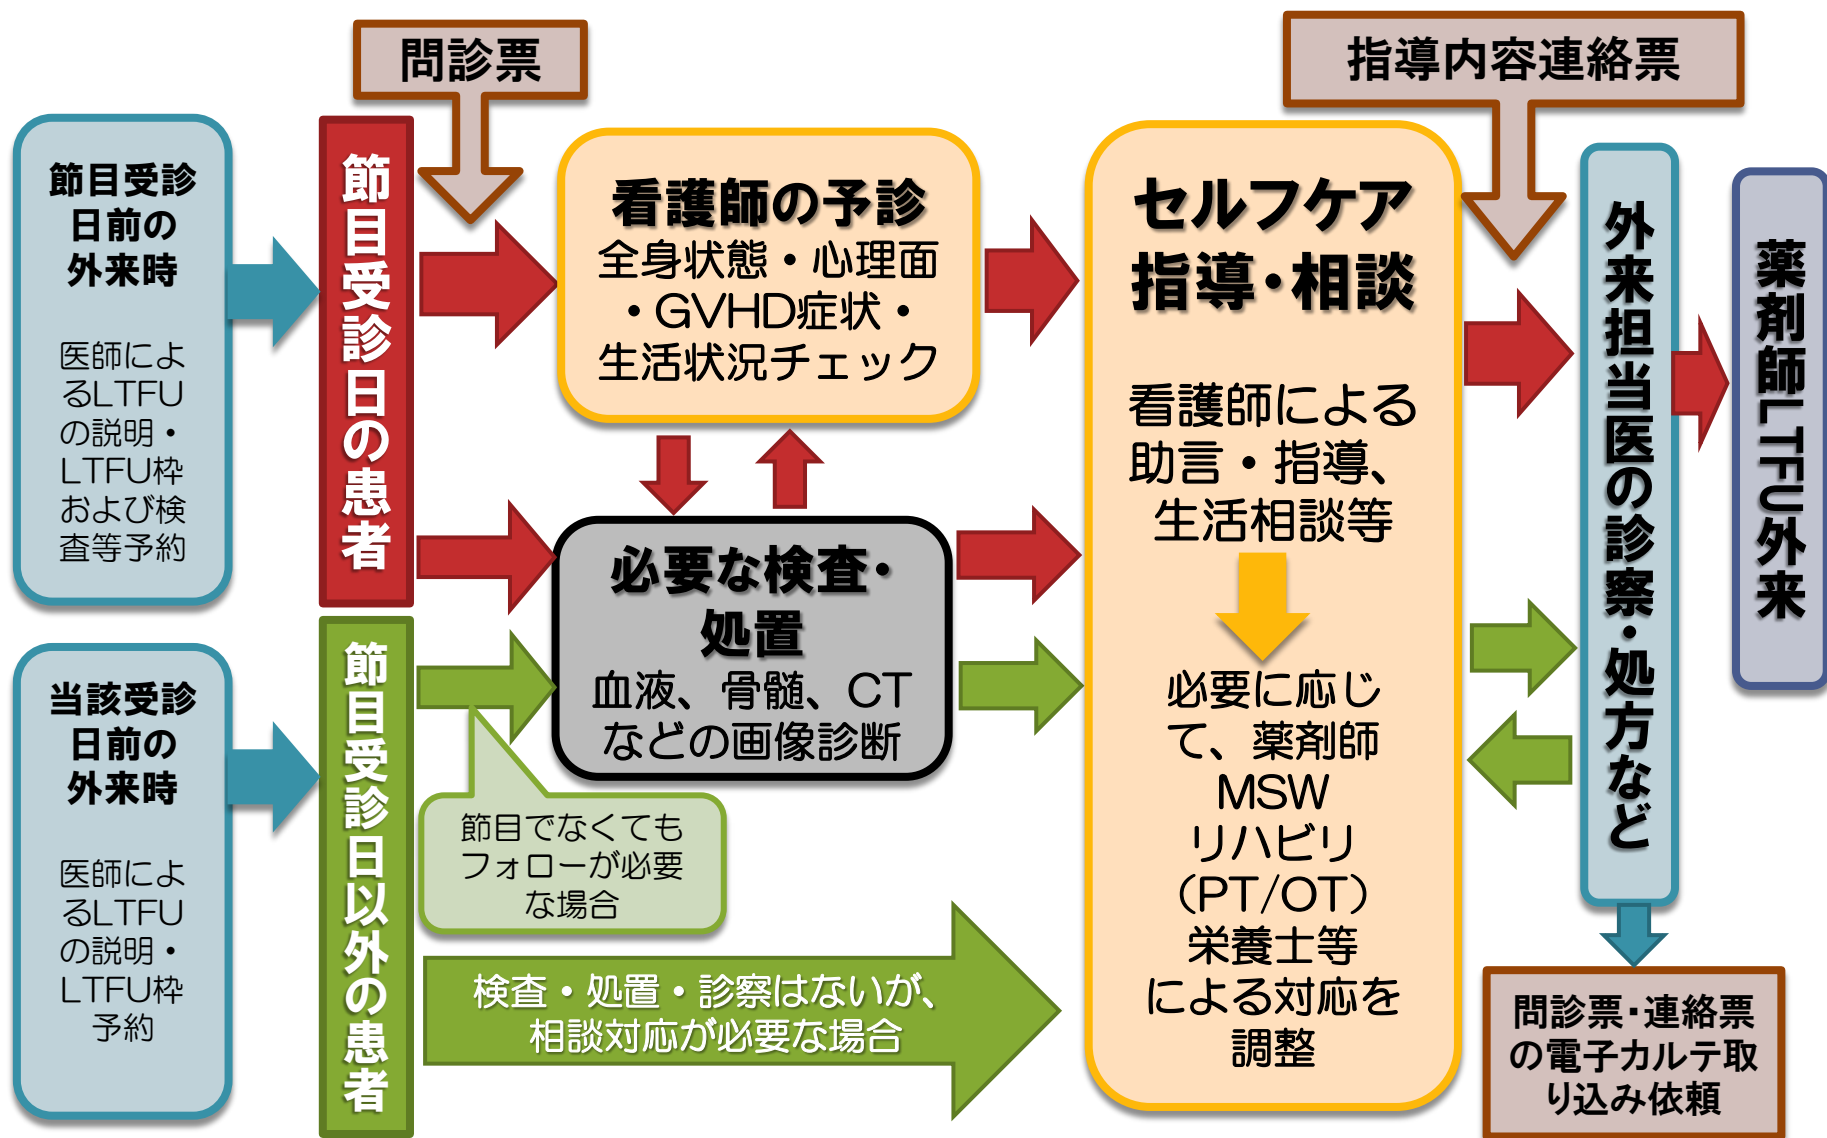 問診票
指導内容連絡票
節目受診
日前の
外来時
医師によ
るLTFU
の説明・
LTFU枠
および検
査等予約
節目受診日の患者
看護師の予診
全身状態・心理面
・GVHD症状・
生活状況チェック
必要な検査・
処置
血液、骨髄、CT
などの画像診断
セルフケア
指導・相談
看護師による
助言・指導、
生活相談等
必要に応じ
て、薬剤師
MSW
リハビリ
（PT/OT）
栄養士等
による対応を
調整
外来担当医の診察・処方など
薬剤師LTFU外来
当該受診
日前の
外来時
医師によ
るLTFU
の説明・
LTFU枠
予約
節目受診日以外の患者
節目でなくても
フォローが必要
な場合
検査・処置・診察はないが、
相談対応が必要な場合
問診票・連絡票
の電子カルテ取
り込み依頼